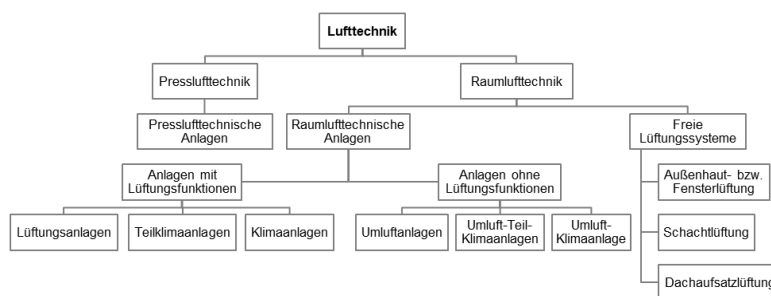 Lufttechnik
Presslufttechnik
Raumlufttechnik
Presslufttechnische
Anlagen
Raumlufttechnische
Anlagen
Freie
Lüftungssysteme
Anlagen mit
Lüftungsfunktionen
Anlagen ohne
Lüftungsfunktionen
Außenhaut- bzw.
Fensterlüftung
Lüftungsanlagen
Teilklimaanlagen
Klimaanlagen
Umluftanlagen
Umluft-Teil-
Klimaanlagen
Umluft-
Klimaanlage
Schachtlüftung
Dachaufsatzlüftung